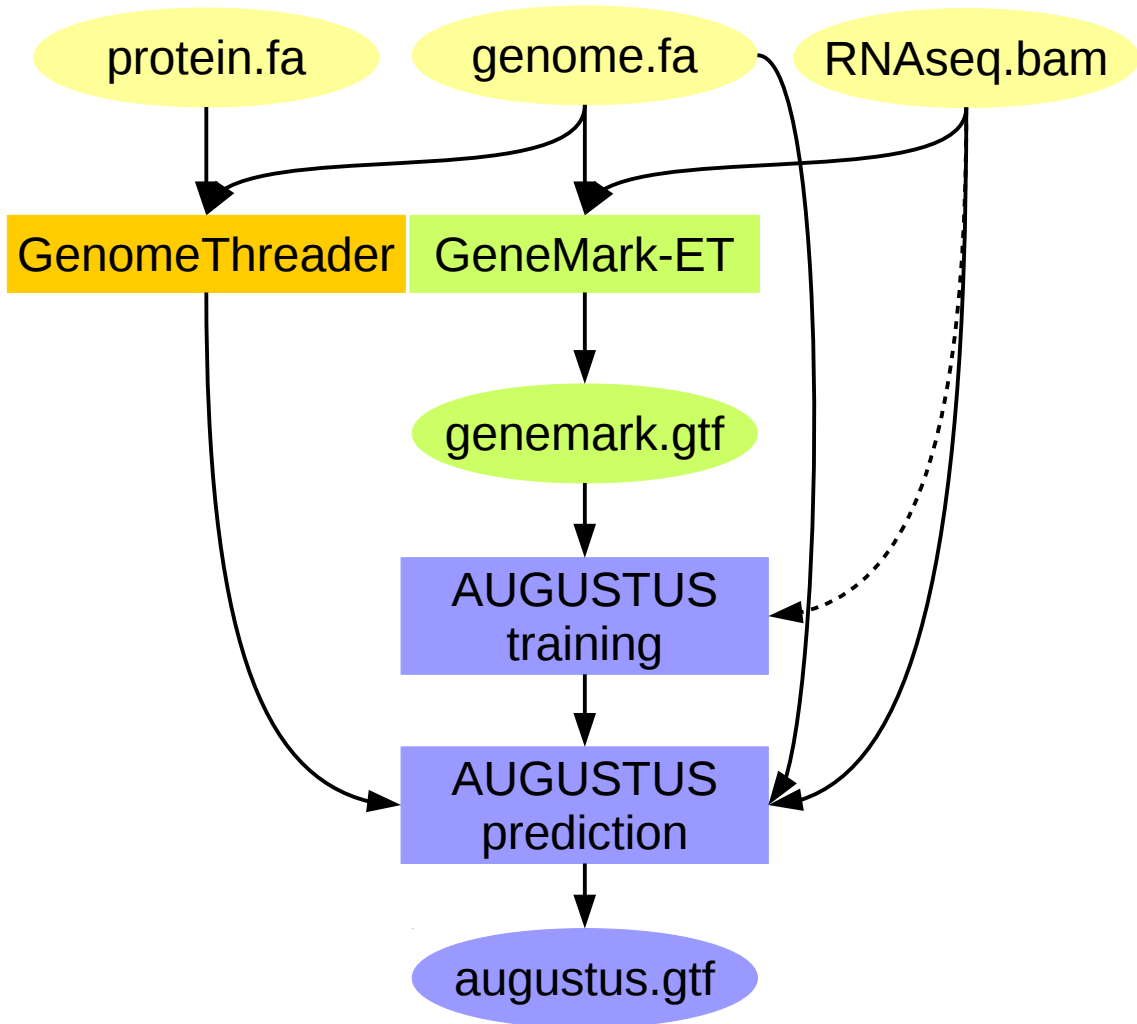 protein.fa
genome.fa
RNAseq.bam
GenomeThreader
GeneMark-ET
genemark.gtf
AUGUSTUS
training
AUGUSTUS
prediction
augustus.gtf